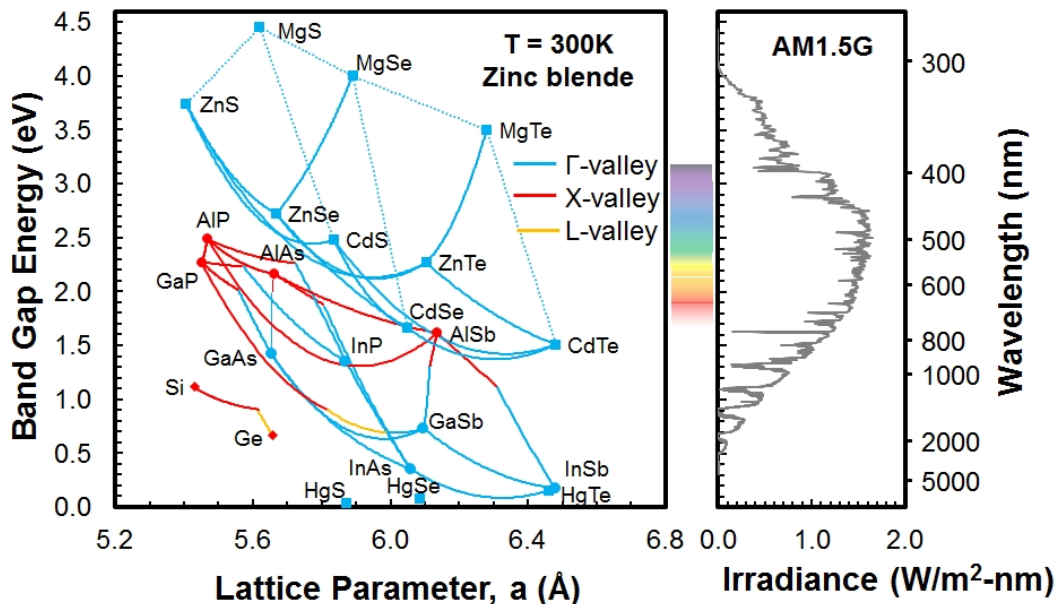 Band Gap Energy (eV)
4.5
4.0
3.5
3.0
2.5
2.0
1.5
1.0
0.5
0.0
5.2
5.6
6.0
6.4
6.8
Lattice Parameter, a (Å)
T = 300K
Zinc blende
MgS
MgSe
ZnS
MgTe
Γ-valley
X-valley
L-valley
ZnSe
CdS
AlP
AlAs
ZnTe
GaP
CdSe
AlSb
InP
CdTe
GaAs
Si
GaSb
Ge
InAs
InSb
HgS
HgSe
HgTe
AM1.5G
300
400
500
600
800
1000
2000
5000
Wavelength (nm)
0.0
1.0
2.0
Irradiance (W/m²-nm)